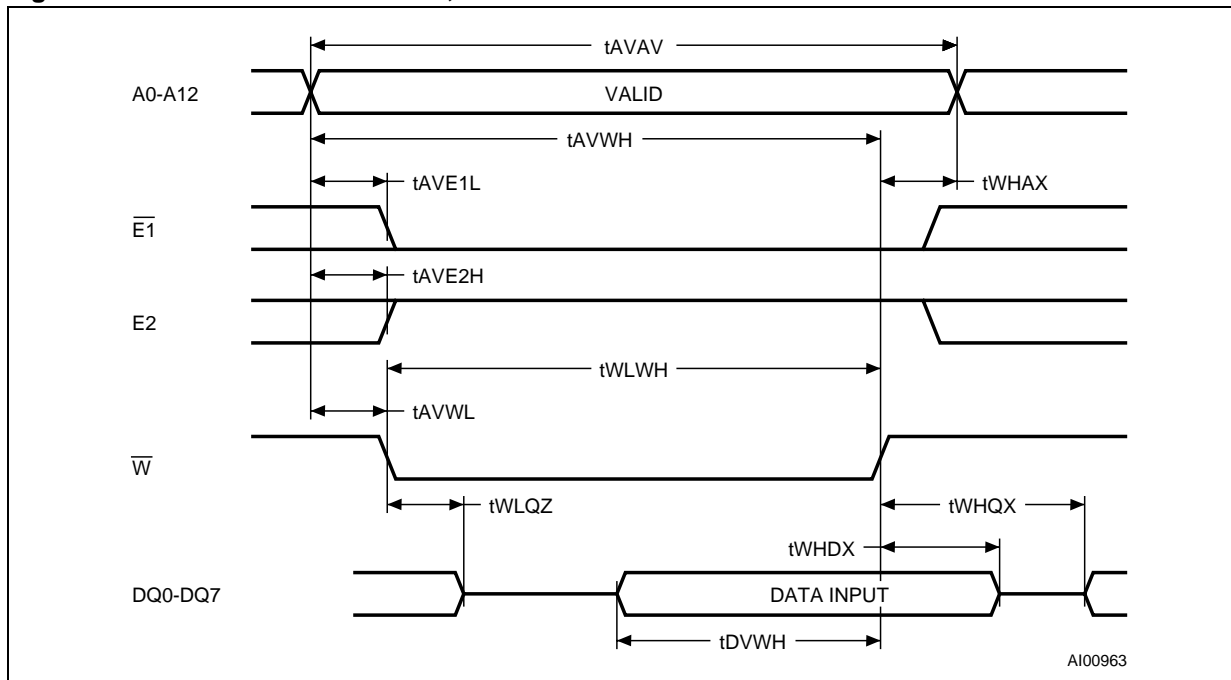 tAVAV
A0-A12
VALID
tAVWH
tAVE1L
tWHAX
E1
tAVE2H
E2
tWLWH
tAVWL
W
tWLQZ
tWHQX
tWHDX
DQ0-DQ7
DATA INPUT
tDVWH
AI00963